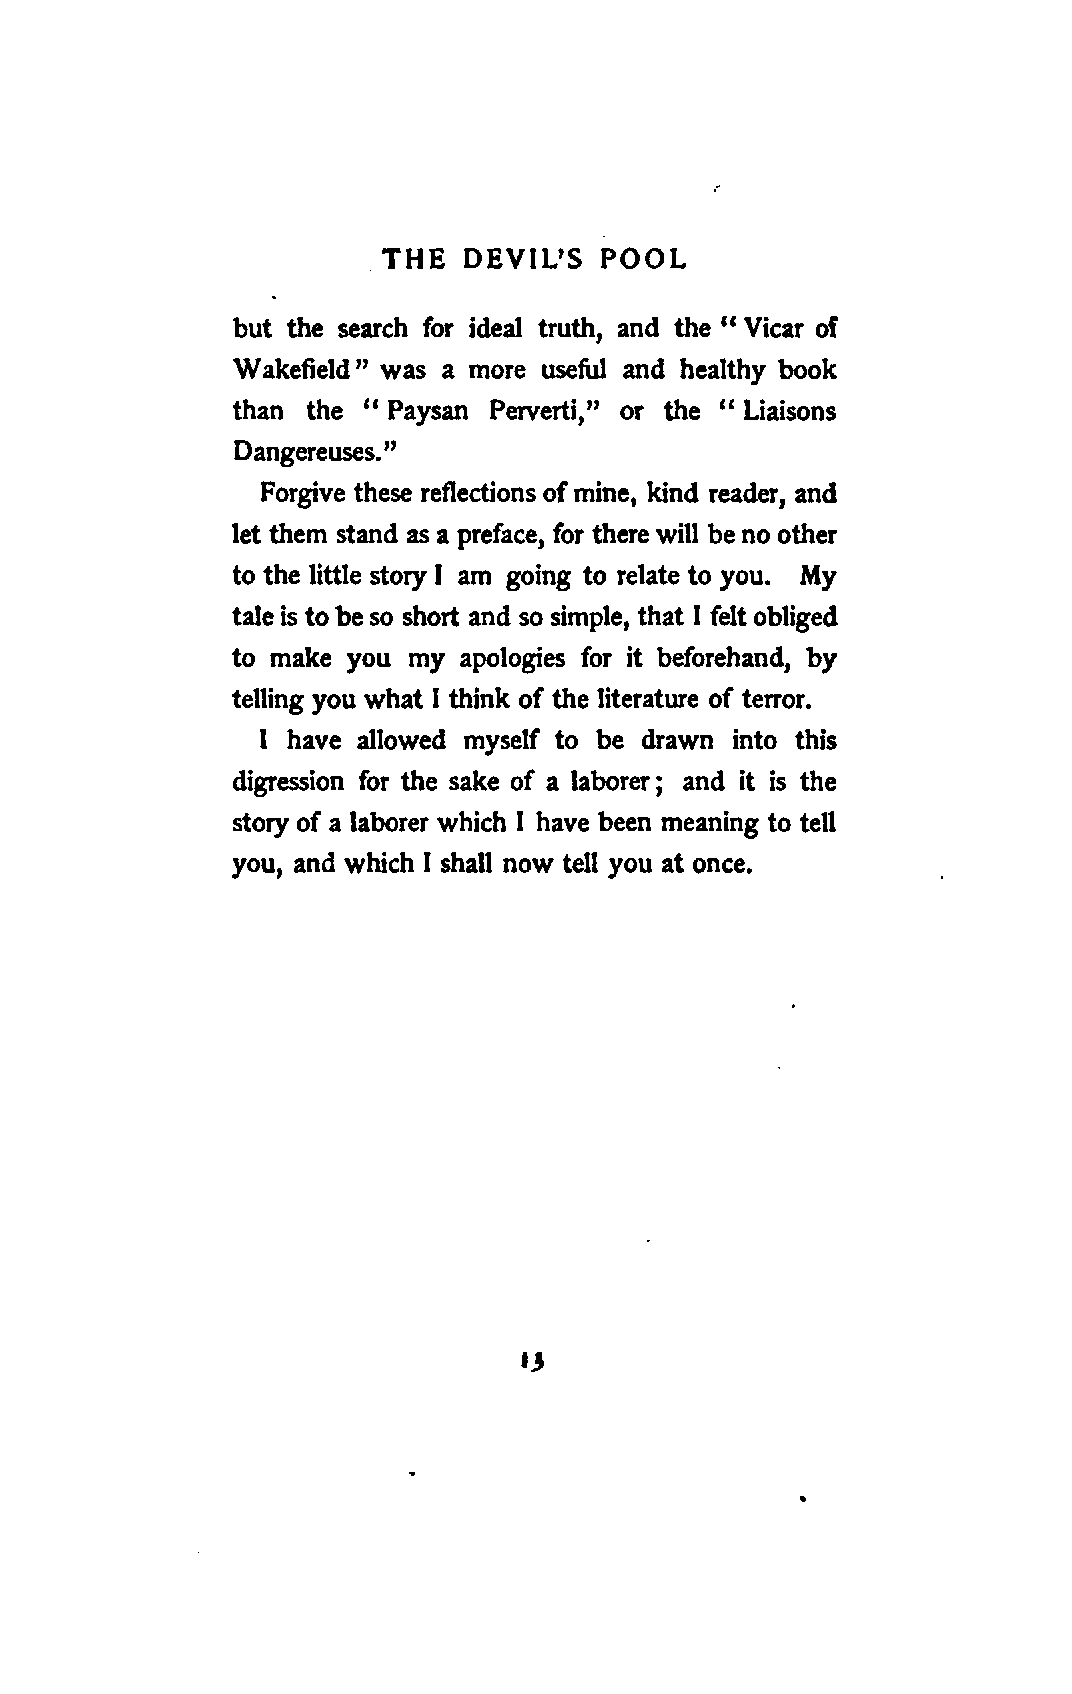 THE DEVIL'S POOL
but the search for ideal truth, and the “ Vicar of
Wakefield ” was a more useful and healthy book
than the “ Paysan Perverti,” or the “ Liaisons
Dangereuses.”
Forgive these reflections of mine, kind reader, and
let them stand as a preface, for there will be no other
to the little story I am going to relate to you. My
tale is to be so short and so simple, that I felt obliged
to make you my apologies for it beforehand, by
telling you what I think of the literature of terror.
I have allowed myself to be drawn into this
digression for the sake of a laborer ; and it is the
story of a laborer which I have been meaning to tell
you, and which I shall now tell you at once.
13